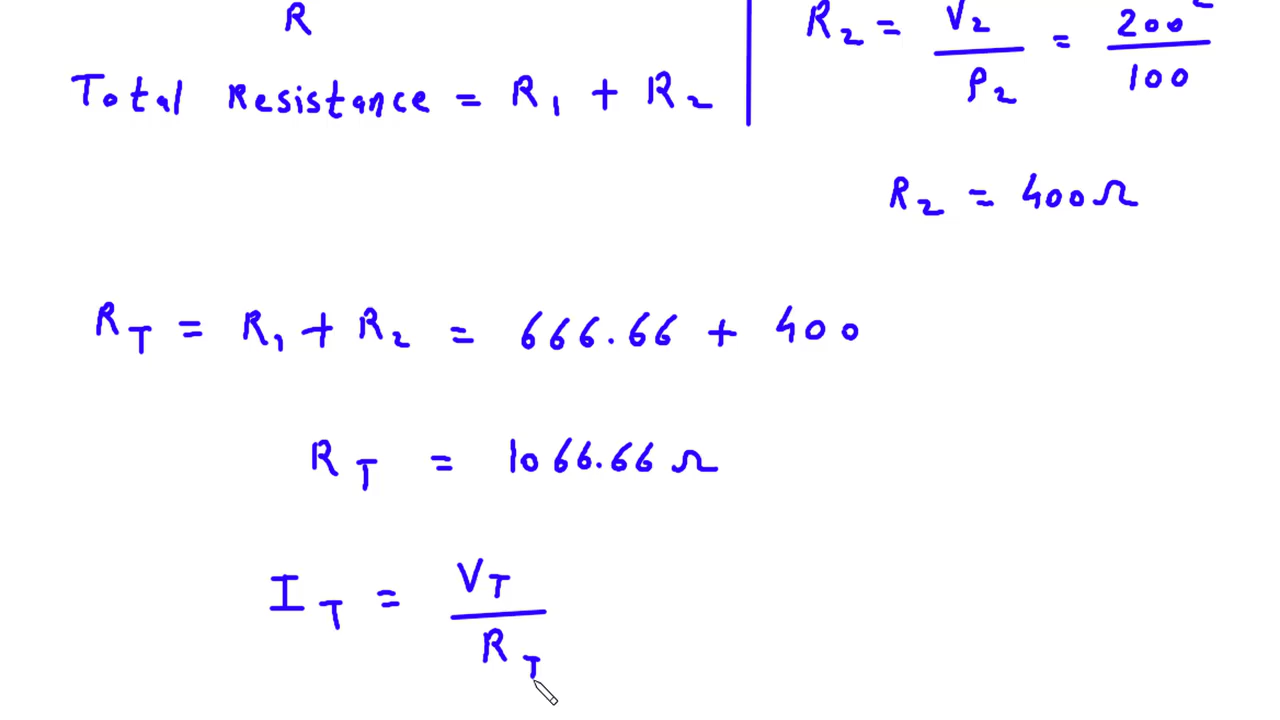 R
Total Resistance = R₁ + R₂
R₂ = V₂ / P₂ = 200² / 100
R₂ = 400Ω
R_T = R₁ + R₂ = 666.66 + 400
R_T = 1066.66 Ω
I_T = V_T / R_T